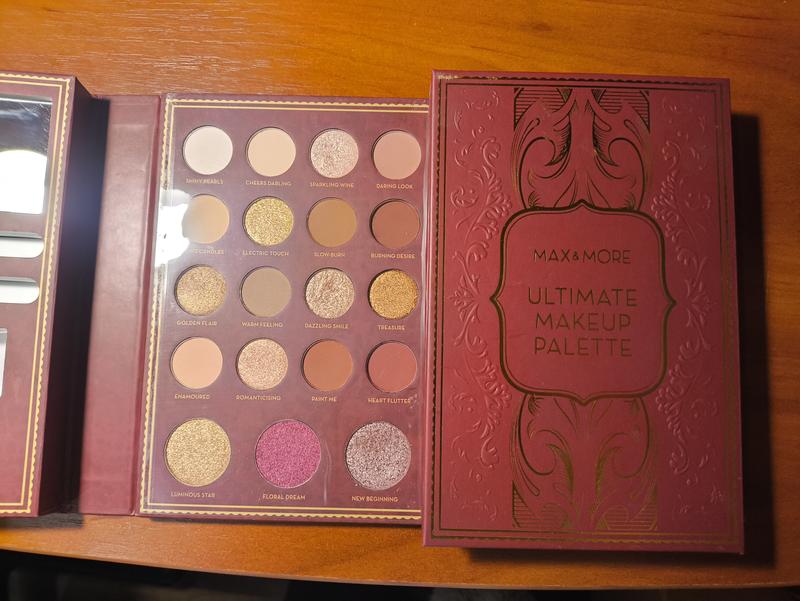 SHINY PEARLS
CHEERS DARLING
SPARKLING WINE
DARING LOOK
CANDLES
ELECTRIC TOUCH
SLOW BURN
BURNING DESIRE
GOLDEN FLAIR
WARM FEELING
DAZZLING SMILE
TREASURE
ENAMOURED
ROMANTICISING
PAINT ME
HEART FLUTTER
LUMINOUS STAR
FLORAL DREAM
NEW BEGINNING
MAX&MORE
ULTIMATE
MAKEUP
PALETTE